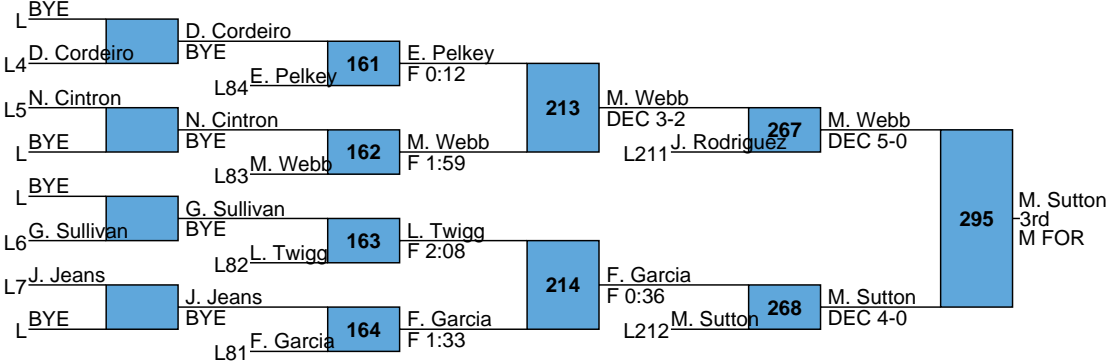 L BYE
D. Cordeiro
BYE
L4 D. Cordeiro
161
E. Pelkey
F 0:12
L84 E. Pelkey
L5 N. Cintron
213
M. Webb
DEC 3-2
N. Cintron
BYE
267
M. Webb
DEC 5-0
L BYE
162
M. Webb
F 1:59
L211 J. Rodriguez
L83 M. Webb
L BYE
G. Sullivan
BYE
295
M. Sutton
3rd
M FOR
L6 G. Sullivan
163
L. Twigg
F 2:08
L82 L. Twigg
L7 J. Jeans
214
F. Garcia
F 0:36
J. Jeans
BYE
268
M. Sutton
DEC 4-0
L BYE
164
F. Garcia
F 1:33
L212 M. Sutton
L81 F. Garcia